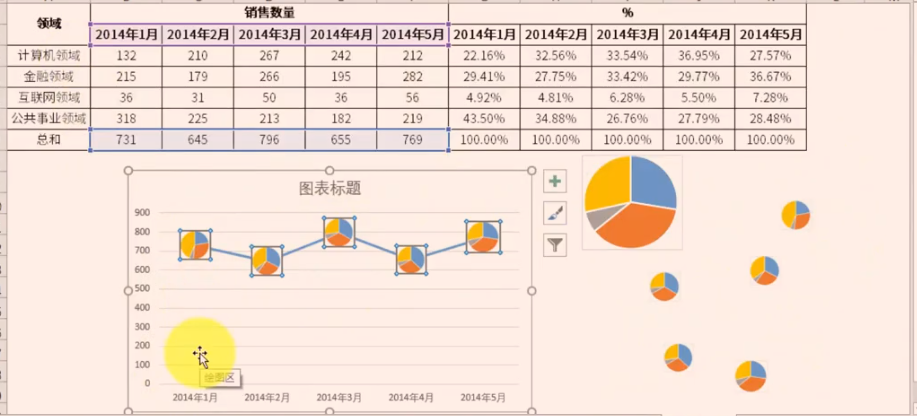 领域 销售数量 %
2014年1月 2014年2月 2014年3月 2014年4月 2014年5月 2014年1月 2014年2月 2014年3月 2014年4月 2014年5月
计算机领域 132 210 267 242 212 22.16% 32.56% 33.54% 36.95% 27.57%
金融领域 215 179 266 195 282 29.41% 27.75% 33.42% 29.77% 36.67%
互联网领域 36 31 50 36 56 4.92% 4.81% 6.28% 5.50% 7.28%
公共事业领域 318 225 213 182 219 43.50% 34.88% 26.76% 27.79% 28.48%
总和 731 645 796 655 769 100.00% 100.00% 100.00% 100.00% 100.00%
图表标题
900
800
700
600
500
400
300
200
100
0
绘图区
2014年1月 2014年2月 2014年3月 2014年4月 2014年5月